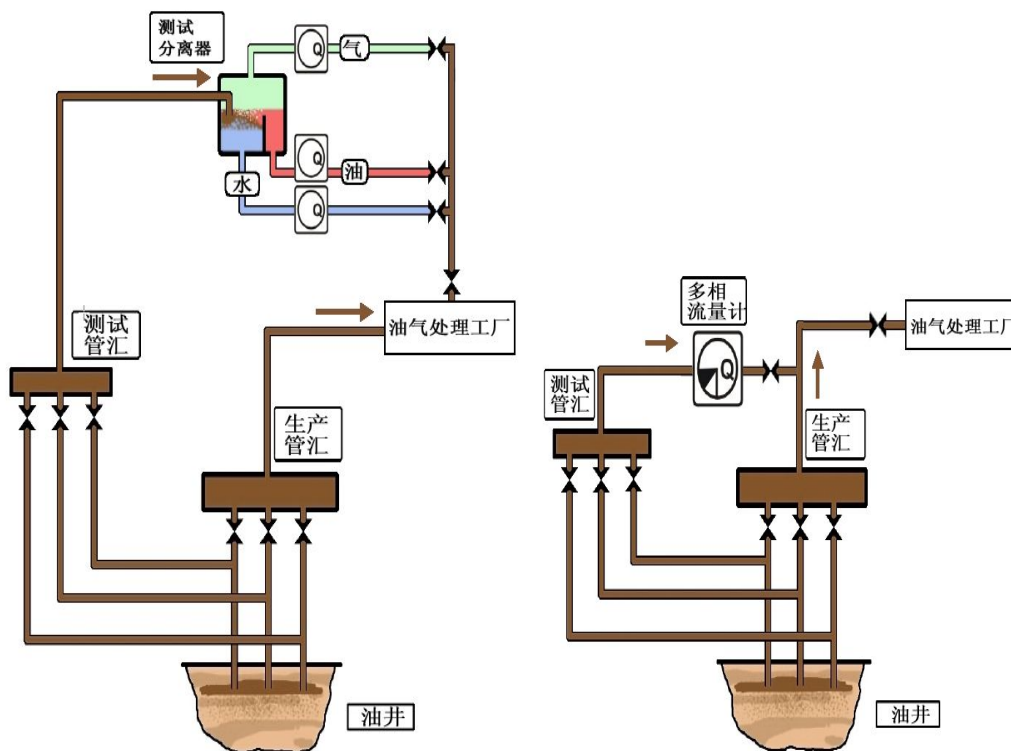 测试
分离器
Q
气
Q
油
水
Q
测试
管汇
油气处理工厂
生产
管汇
油井
多相
流量计
Q
油气处理工厂
测试
管汇
生产
管汇
油井